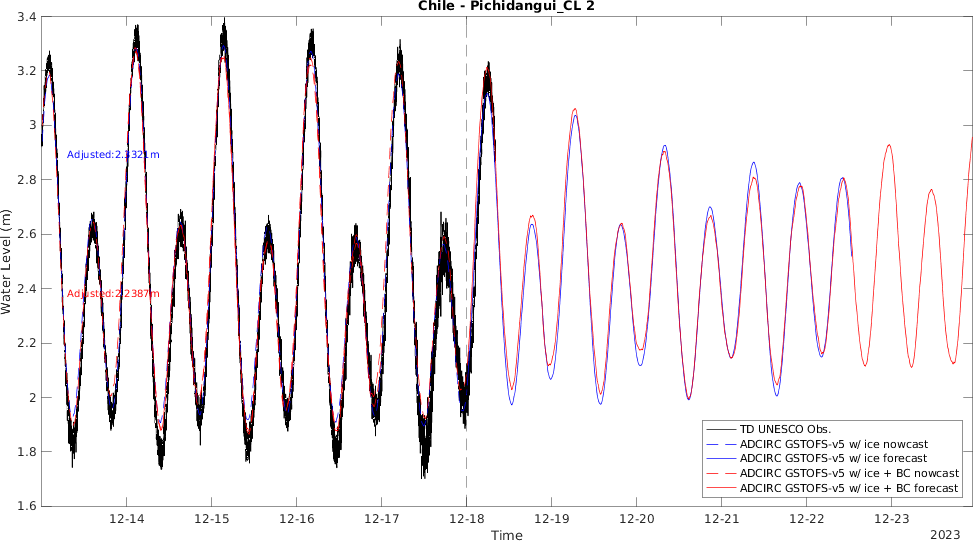 Chile - Pichidangui_CL 2
3.4
3.2
3
2.8
2.6
2.4
2.2
2
1.8
1.6
Water Level (m)
Adjusted:2.1321m
Adjusted:2.2387m
TD UNESCO Obs.
ADCIRC GSTOFS-v5 w/ ice nowcast
ADCIRC GSTOFS-v5 w/ ice forecast
ADCIRC GSTOFS-v5 w/ ice + BC nowcast
ADCIRC GSTOFS-v5 w/ ice + BC forecast
12-14 12-15 12-16 12-17 12-18 12-19 12-20 12-21 12-22 12-23
Time
2023